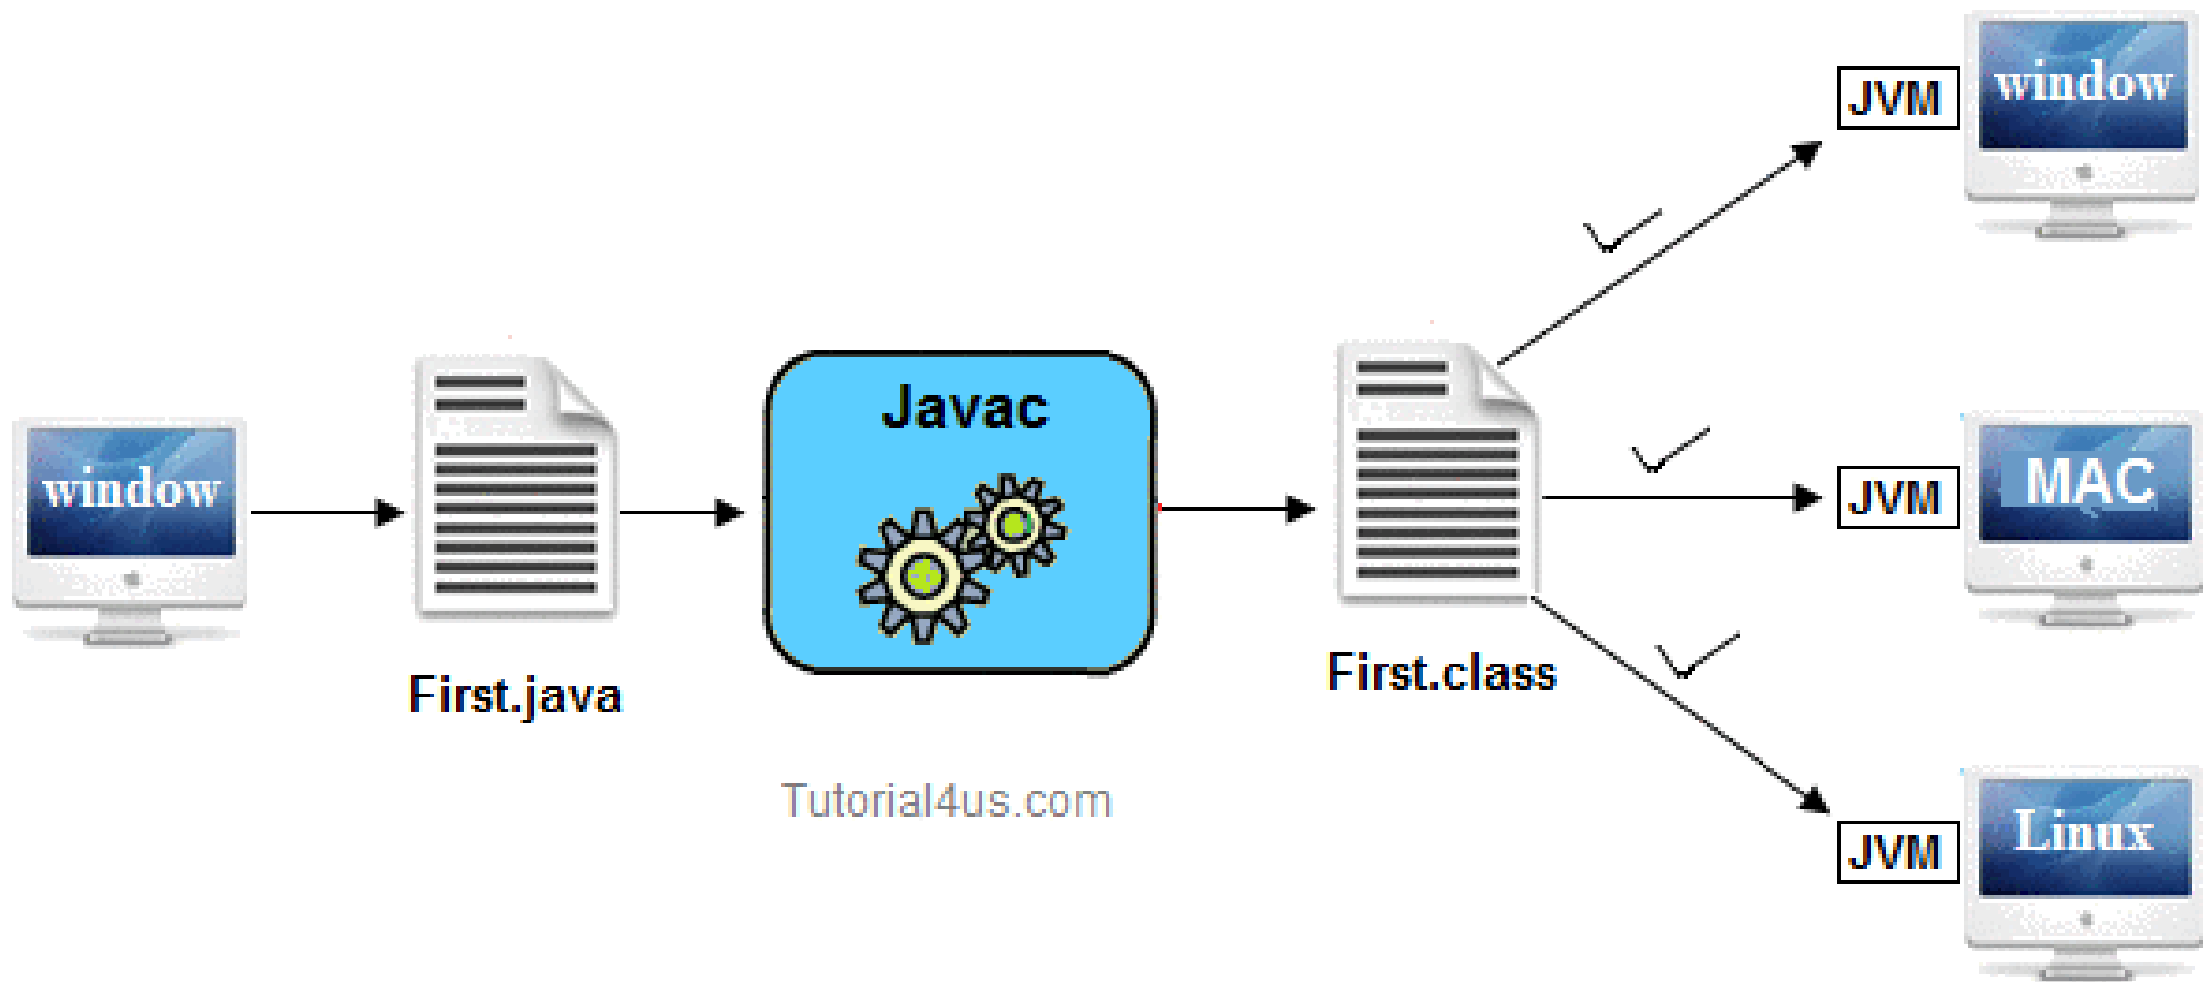 window
First.java
Javac
Tutorial4us.com
First.class
JVM
window
JVM
MAC
JVM
Linux